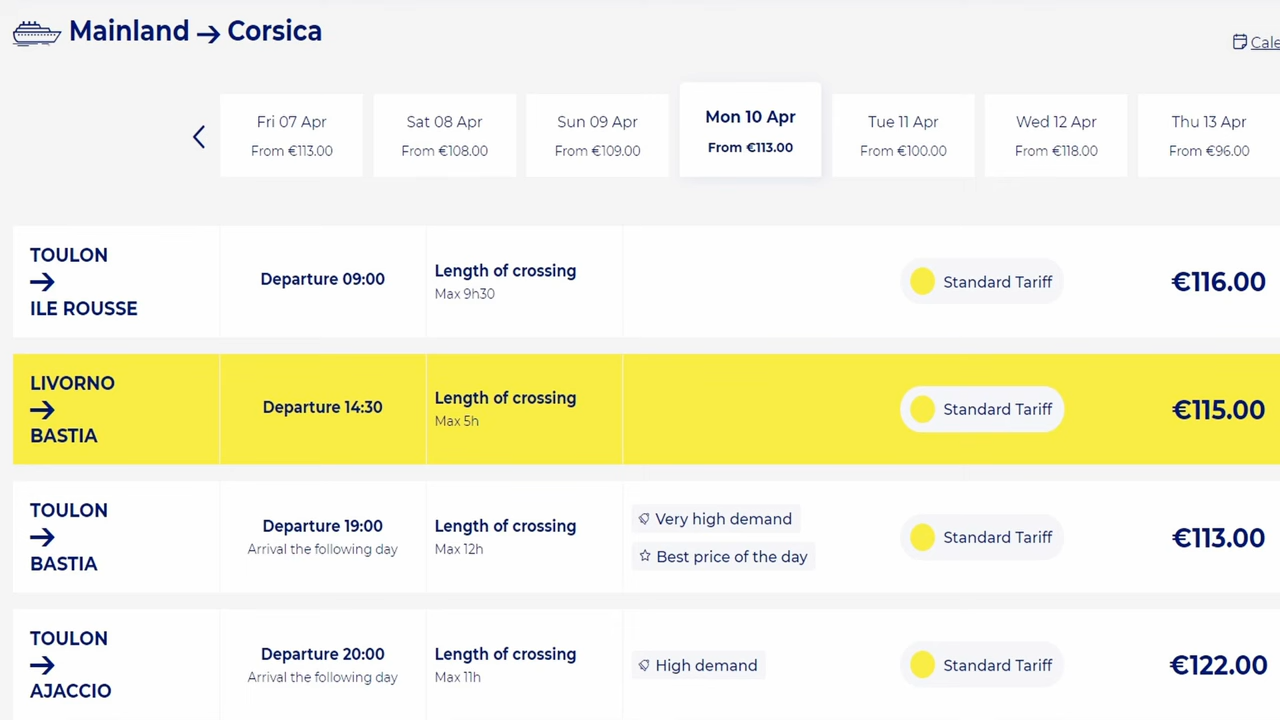 Mainland → Corsica
Cale
Fri 07 Apr
From €113.00
Sat 08 Apr
From €108.00
Sun 09 Apr
From €109.00
Mon 10 Apr
From €113.00
Tue 11 Apr
From €100.00
Wed 12 Apr
From €118.00
Thu 13 Apr
From €96.00
TOULON
→
ILE ROUSSE
Departure 09:00
Length of crossing
Max 9h30
Standard Tariff
€116.00
LIVORNO
→
BASTIA
Departure 14:30
Length of crossing
Max 5h
Standard Tariff
€115.00
TOULON
→
BASTIA
Departure 19:00
Arrival the following day
Length of crossing
Max 12h
Very high demand
Best price of the day
Standard Tariff
€113.00
TOULON
→
AJACCIO
Departure 20:00
Arrival the following day
Length of crossing
Max 11h
High demand
Standard Tariff
€122.00